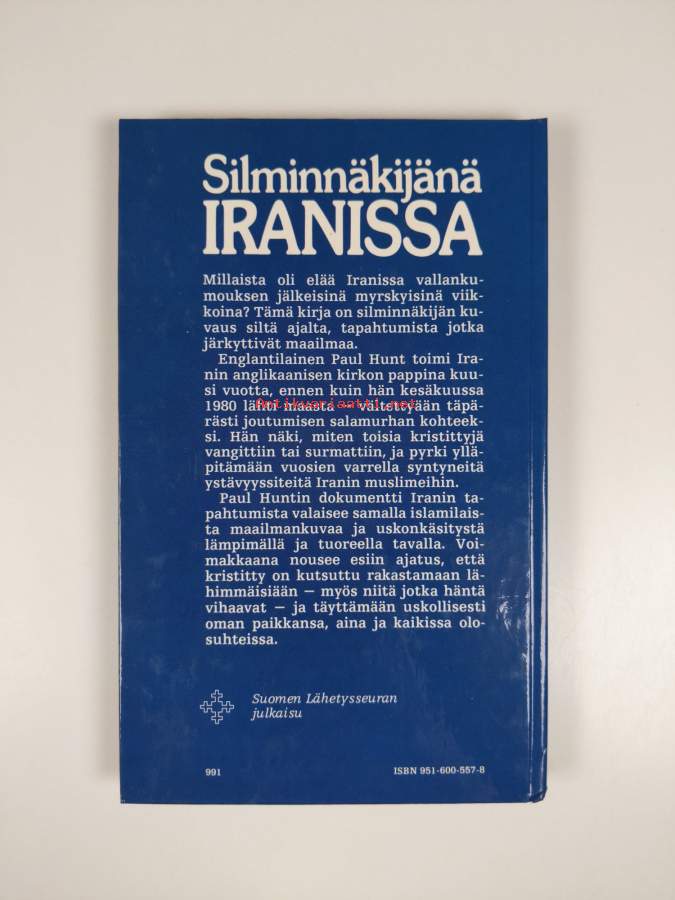 Silminnäkijänä
IRANISSA
Millaista oli elää Iranissa vallanku-
mouksen jälkeisinä myrskyisinä viik-
koina? Tämä kirja on silminnäkijän ku-
vaus siltä ajalta, tapahtumista jotka
järkyttivät maailmaa.
Englantilainen Paul Hunt toimi Ira-
nin anglikaanisen kirkon pappina kuu-
si vuotta, ennen kuin hän kesäkuussa
1980 lähti maasta — vältettyään täpä-
Antikvariaatti.net
rästi joutumisen salamurhan kohteek-
si. Hän näki, miten toisia kristittyjä
vangittiin tai surmattiin, ja pyrki yllä-
pitämään vuosien varrella syntyneitä
ystävyyssiteitä Iranin muslimeihin.
Paul Huntin dokumentti Iranin ta-
pahtumista valaisee samalla islamilais-
ta maailmankuvaa ja uskonkäsitystä
lämpimällä ja tuoreella tavalla. Voi-
makkaana nousee esiin ajatus, että
kristitty on kutsuttu rakastamaan lä-
himmäisiään — myös niitä jotka häntä
vihaavat — ja täyttämään uskollisesti
oman paikkansa, aina ja kaikissa olo-
suhteissa.
Suomen Lähetysseuran
julkaisu
991
ISBN 951-600-557-8